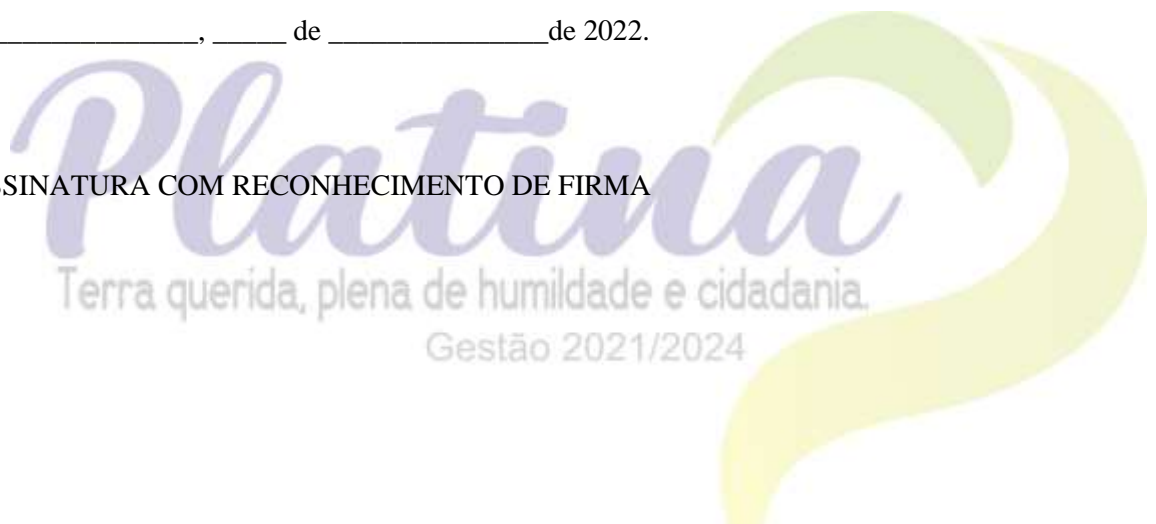 ______________, _____ de _______________de 2022.
Platina
SSINATURA COM RECONHECIMENTO DE FIRMA
Terra querida, plena de humildade e cidadania.
Gestão 2021/2024